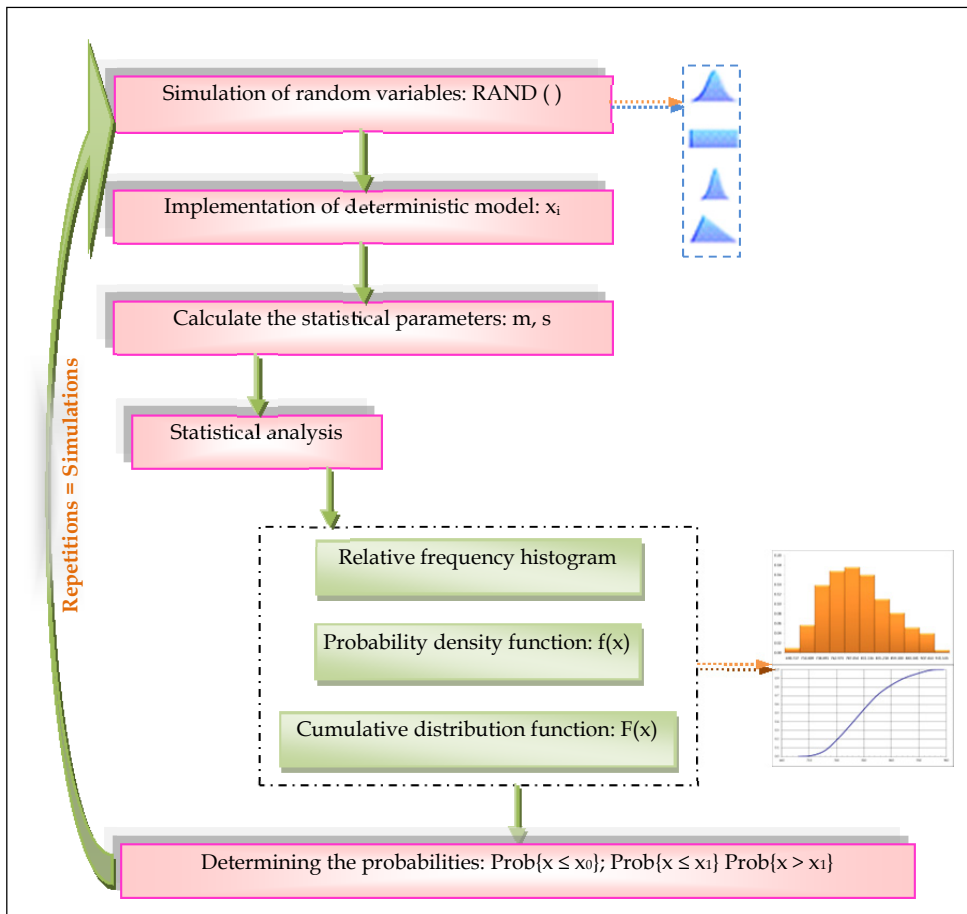 Simulation of random variables: RAND ( )
Implementation of deterministic model: xᵢ
Calculate the statistical parameters: m, s
Statistical analysis
Repetitions = Simulations
Relative frequency histogram
Probability density function: f(x)
Cumulative distribution function: F(x)
Determining the probabilities: Prob{x ≤ x₀}; Prob{x ≤ x₁} Prob{x > x₁}